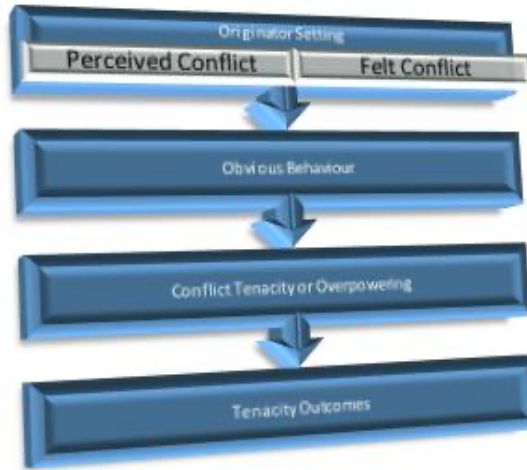 Originator Setting
Perceived Conflict Felt Conflict
Obvious Behaviour
Conflict Tenacity or Overpowering
Tenacity Outcomes